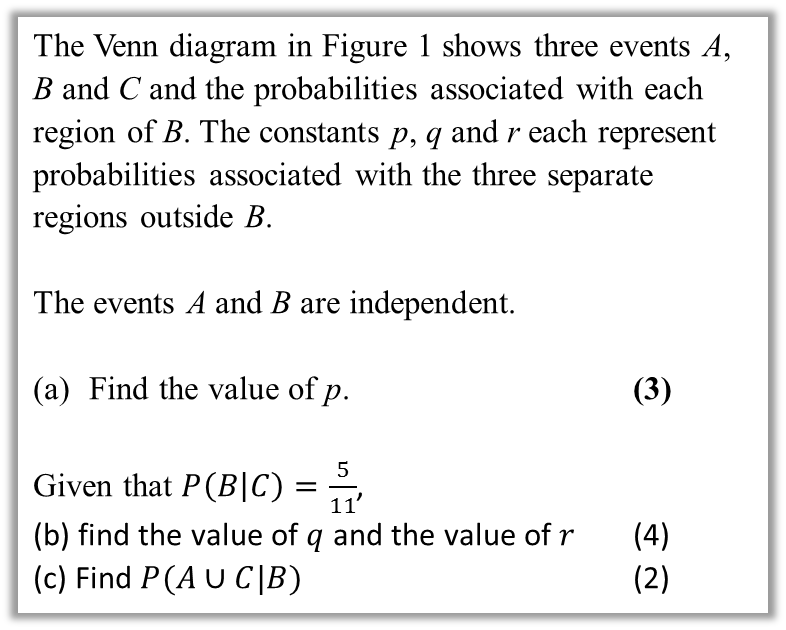 The Venn diagram in Figure 1 shows three events A,
B and C and the probabilities associated with each
region of B. The constants p, q and r each represent
probabilities associated with the three separate
regions outside B.
The events A and B are independent.
(a) Find the value of p. (3)
Given that P(B|C) = 5/11,
(b) find the value of q and the value of r (4)
(c) Find P(A ∪ C|B) (2)